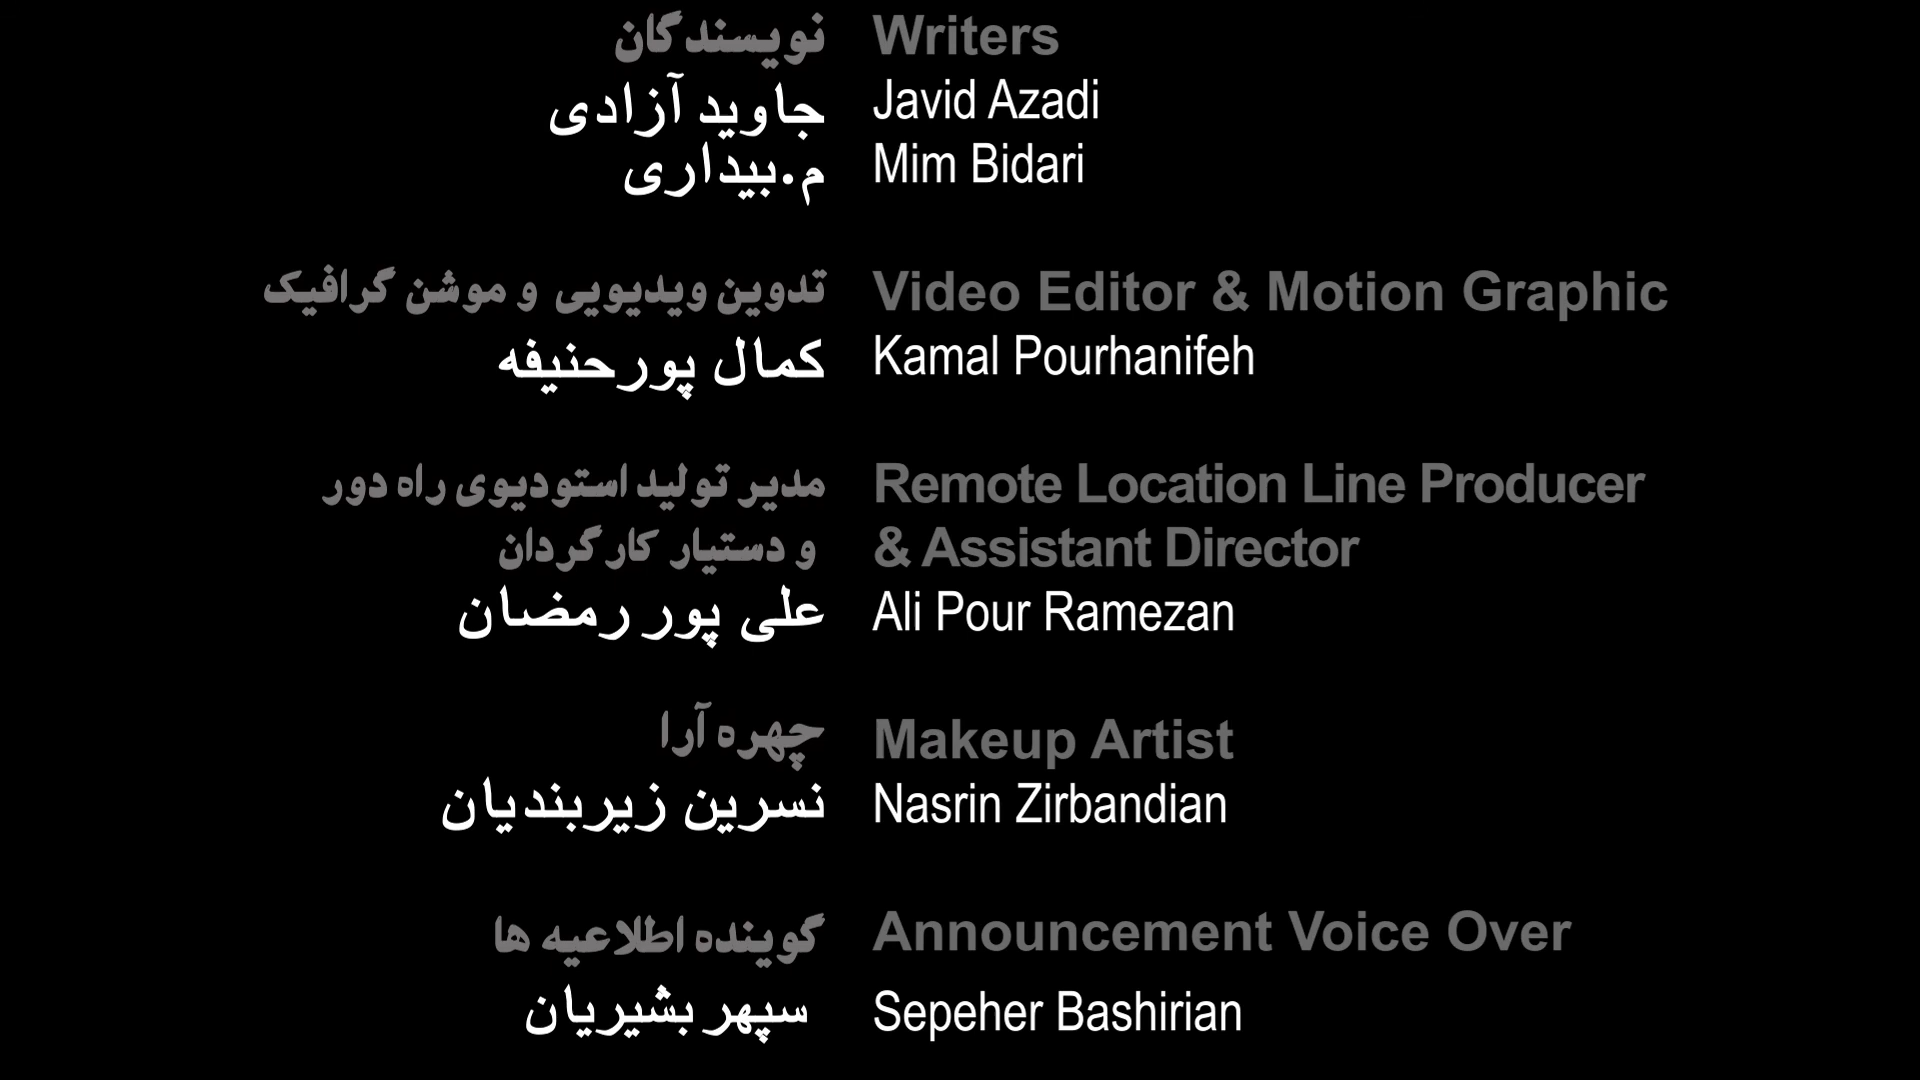 نویسندگان Writers
جاوید آزادی Javid Azadi
م.بیداری Mim Bidari
تدوین ویدیویی و موشن گرافیک Video Editor & Motion Graphic
کمال پورحنیفه Kamal Pourhanifeh
مدیر تولید استودیوی راه دور Remote Location Line Producer
و دستیار کارگردان & Assistant Director
علی پور رمضان Ali Pour Ramezan
چهره آرا Makeup Artist
نسرین زیربندیان Nasrin Zirbandian
گوینده اطلاعیه ها Announcement Voice Over
سپهر بشیریان Sepeher Bashirian